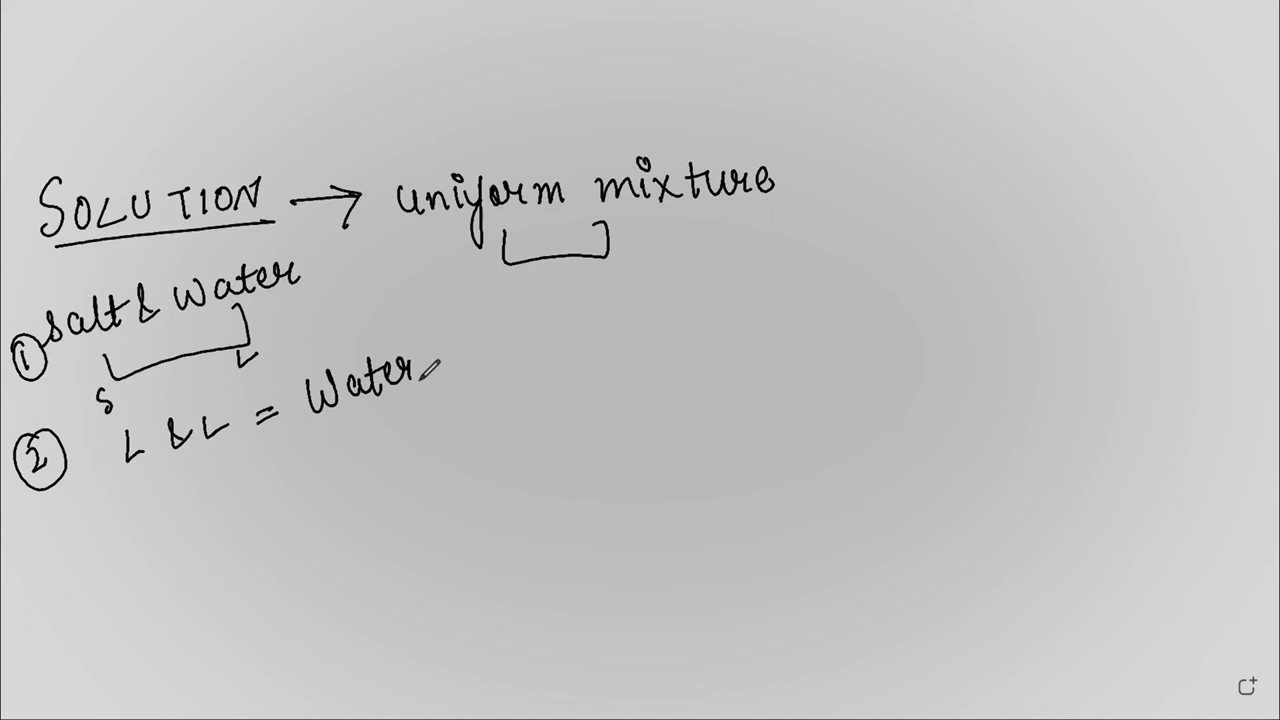 SOLUTION → uniform mixture
① Salt & Water
S L
② L & L = Water